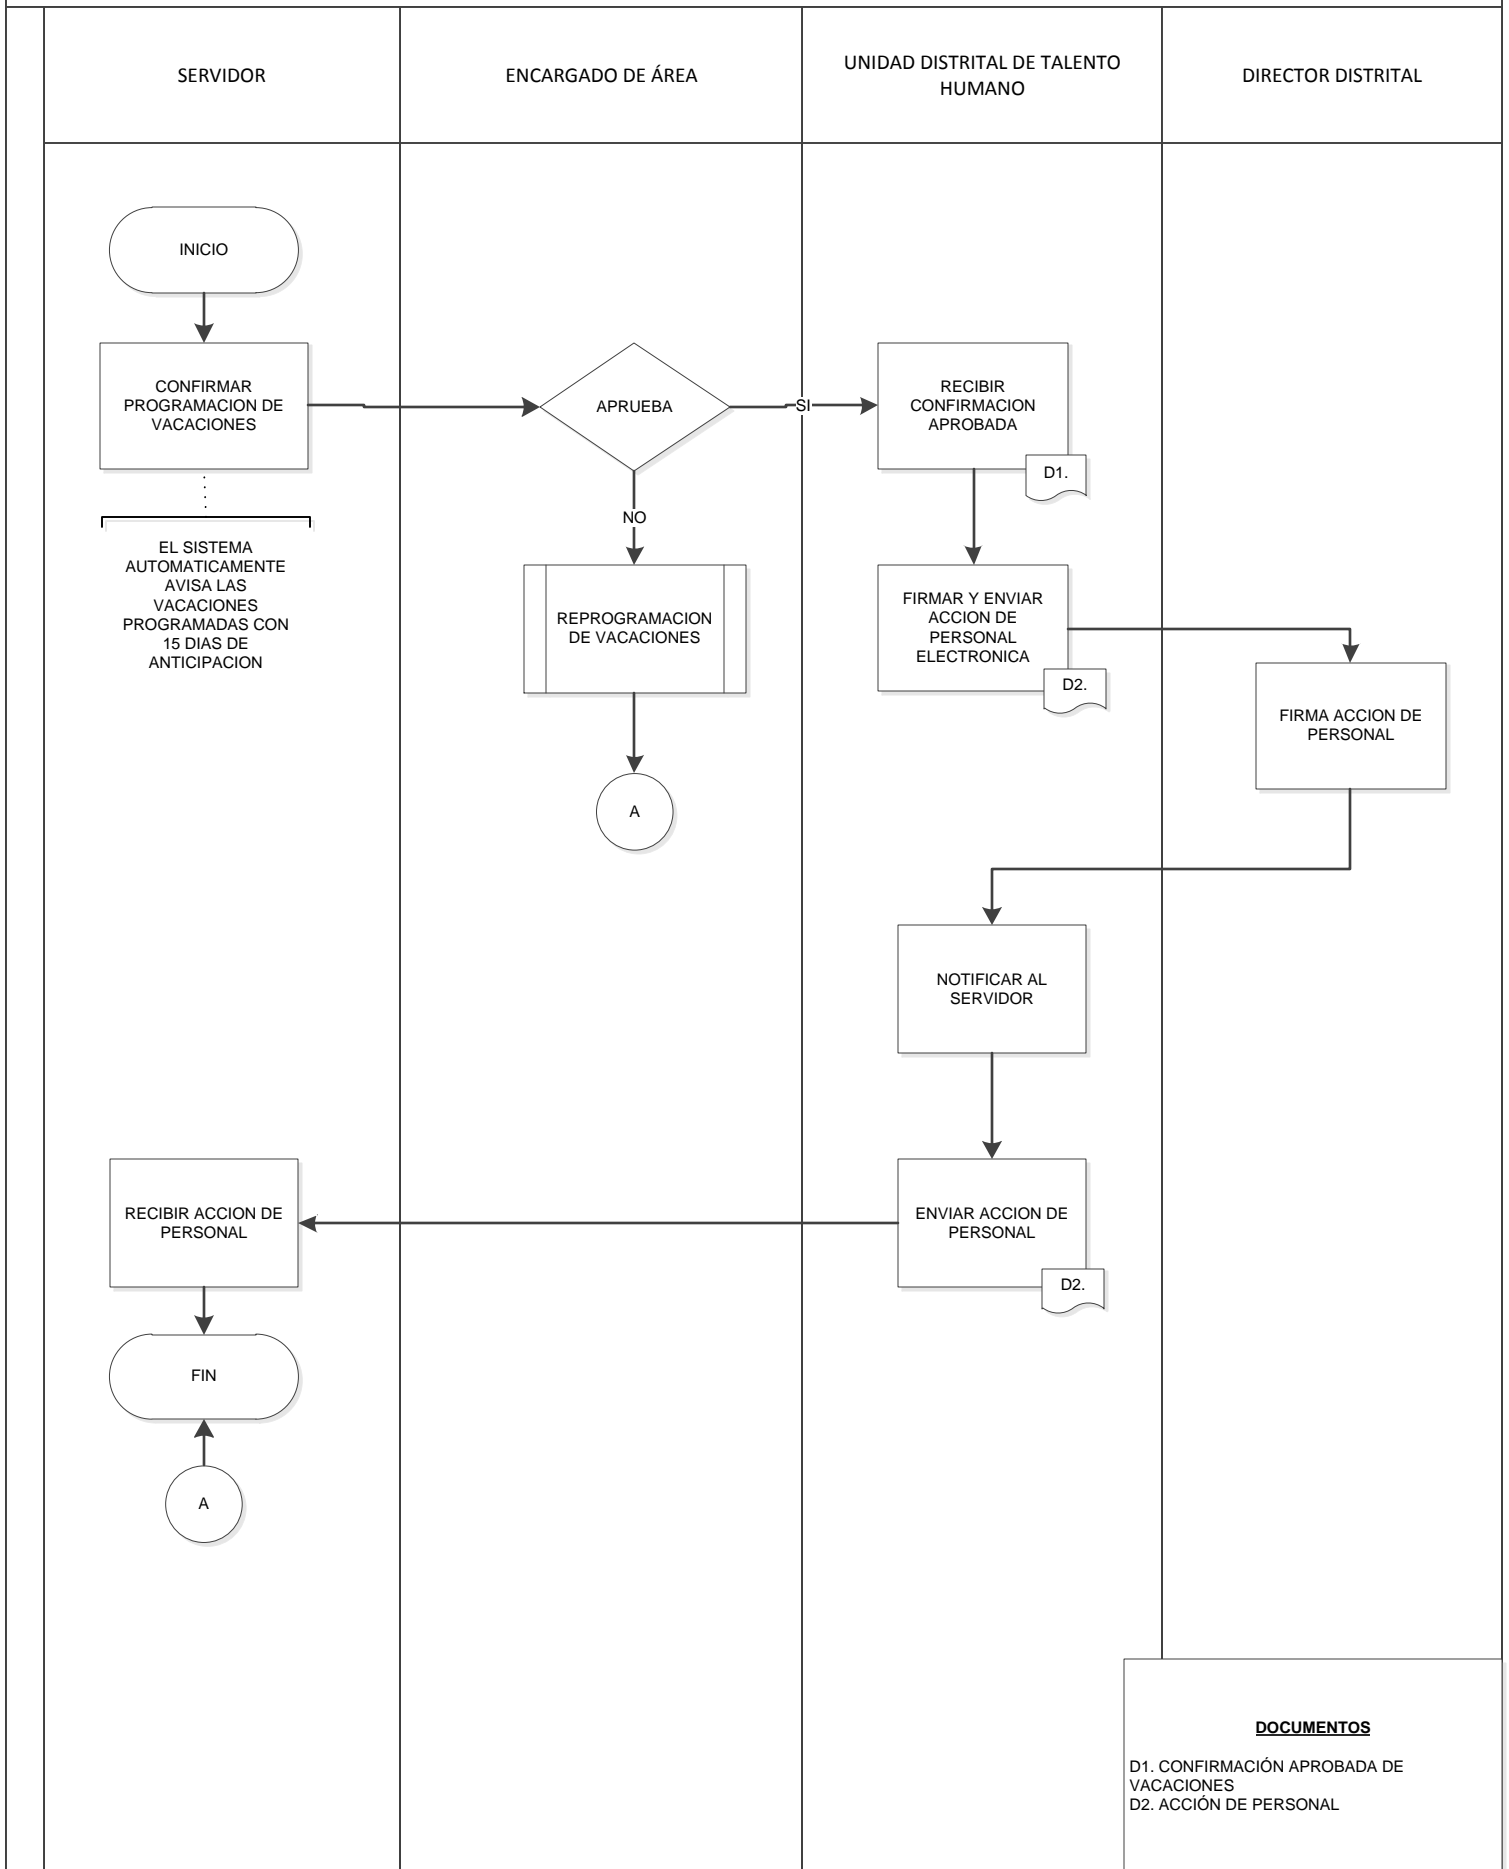 SERVIDOR
ENCARGADO DE ÁREA
UNIDAD DISTRITAL DE TALENTO
HUMANO
DIRECTOR DISTRITAL
INICIO
CONFIRMAR
PROGRAMACION DE
VACACIONES
APRUEBA
SI
RECIBIR
CONFIRMACION
APROBADA
D1.
NO
EL SISTEMA
AUTOMATICAMENTE
AVISA LAS
VACACIONES
PROGRAMADAS CON
15 DIAS DE
ANTICIPACION
REPROGRAMACION
DE VACACIONES
FIRMAR Y ENVIAR
ACCION DE
PERSONAL
ELECTRONICA
D2.
FIRMA ACCION DE
PERSONAL
A
NOTIFICAR AL
SERVIDOR
RECIBIR ACCION DE
PERSONAL
ENVIAR ACCION DE
PERSONAL
D2.
FIN
A
DOCUMENTOS
D1. CONFIRMACIÓN APROBADA DE
VACACIONES
D2. ACCIÓN DE PERSONAL